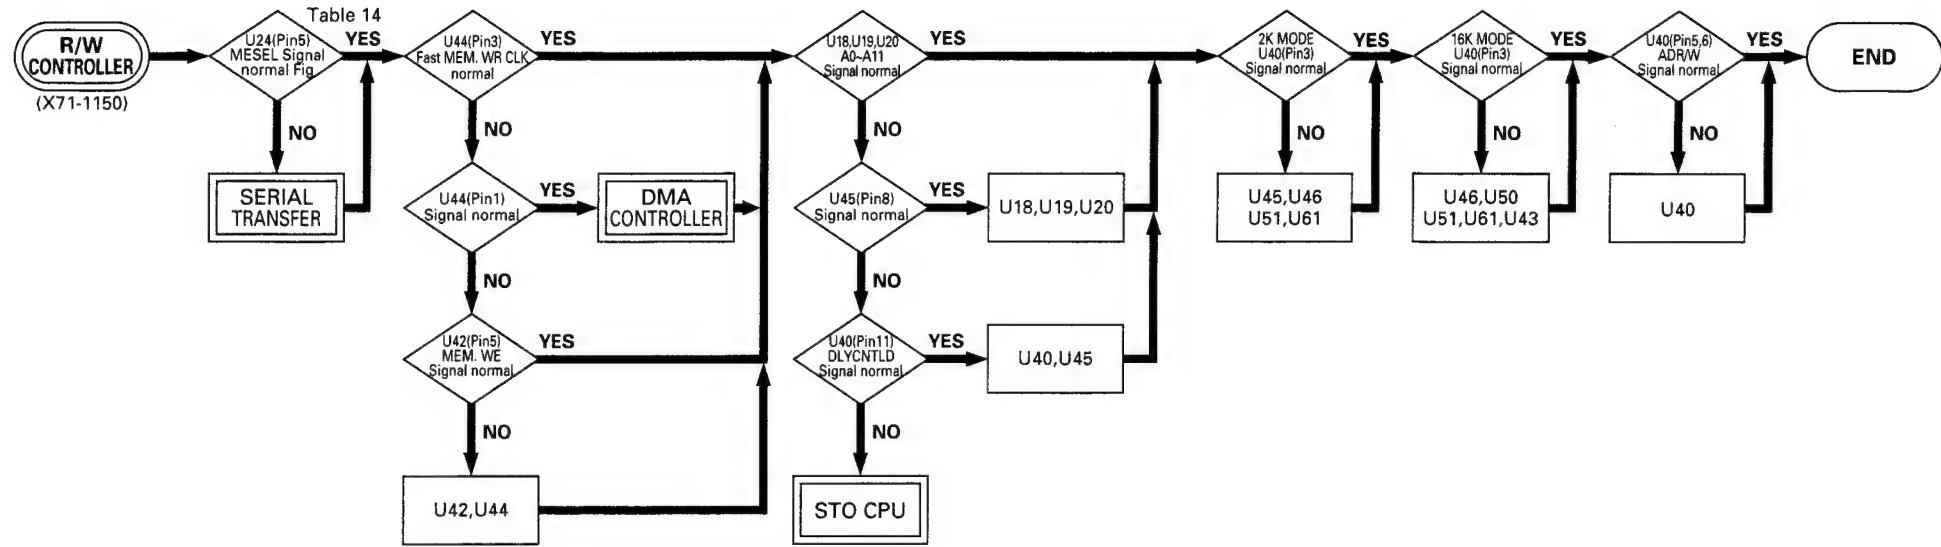 Table 14
R/W
CONTROLLER
(X71-1150)
U24(Pin5)
MESEL Signal
normal Fig
YES
NO
SERIAL
TRANSFER
U44(Pin3)
Fast MEM. WR CLK
normal
YES
NO
U44(Pin1)
Signal normal
YES
DMA
CONTROLLER
NO
U42(Pin5)
MEM. WE
Signal normal
YES
NO
U42,U44
U18,U19,U20
A0~A11
Signal normal
YES
NO
U45(Pin8)
Signal normal
YES
U18,U19,U20
NO
U40(Pin11)
DLYCNTLD
Signal normal
YES
U40,U45
NO
STO CPU
2K MODE
U40(Pin3)
Signal normal
YES
NO
U45,U46
U51,U61
16K MODE
U40(Pin3)
Signal normal
YES
NO
U46,U50
U51,U61,U43
U40(Pin5,6)
ADR/W
Signal normal
YES
NO
U40
END